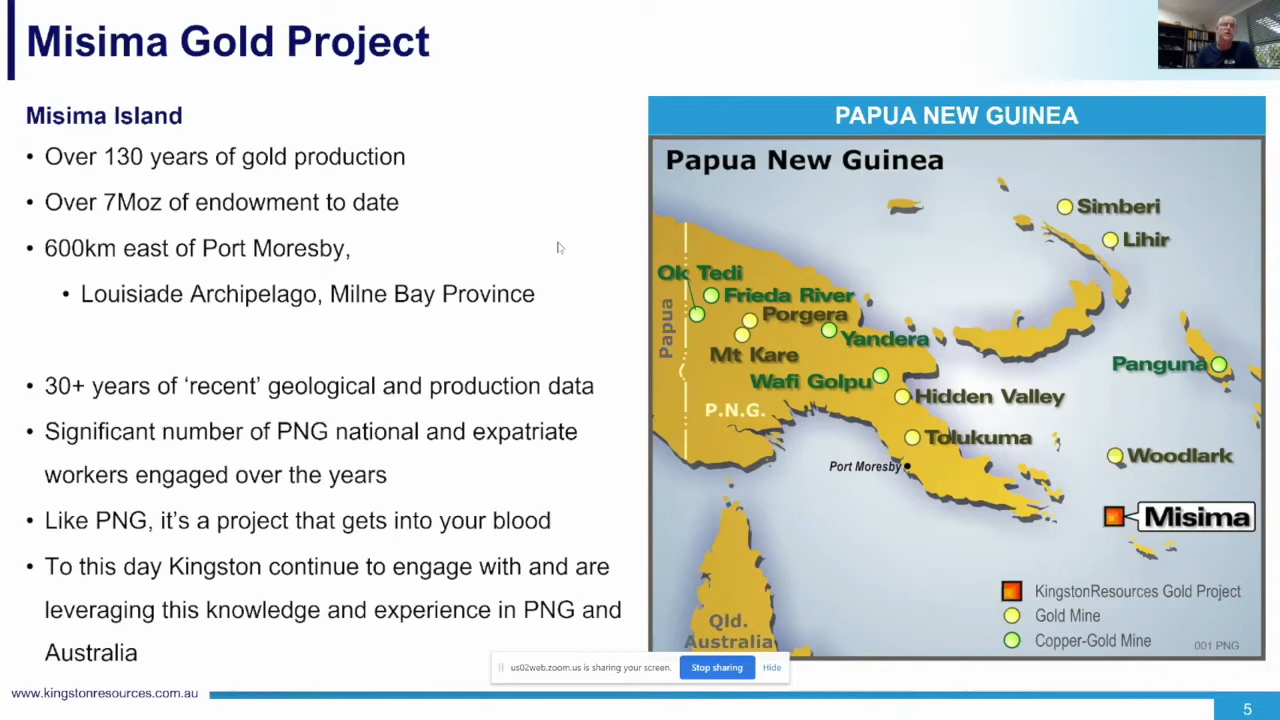 Misima Gold Project
Misima Island
• Over 130 years of gold production
• Over 7Moz of endowment to date
• 600km east of Port Moresby,
• Louisiade Archipelago, Milne Bay Province
• 30+ years of ‘recent’ geological and production data
• Significant number of PNG national and expatriate
workers engaged over the years
• Like PNG, it’s a project that gets into your blood
• To this day Kingston continue to engage with and are
leveraging this knowledge and experience in PNG and
Australia
PAPUA NEW GUINEA
Papua New Guinea
Simberi
Lihir
Ok Tedi
Frieda River
Porgera
Papua
Yandera
Mt Kare
Panguna
Wafi Golpu
Hidden Valley
P.N.G.
Tolukuma
Woodlark
Port Moresby
Misima
KingstonResources Gold Project
Gold Mine
Qld.
Australia
Copper-Gold Mine
001 PNG
us02web.zoom.us is sharing your screen.
Stop sharing
Hide
www.kingstonresources.com.au
5